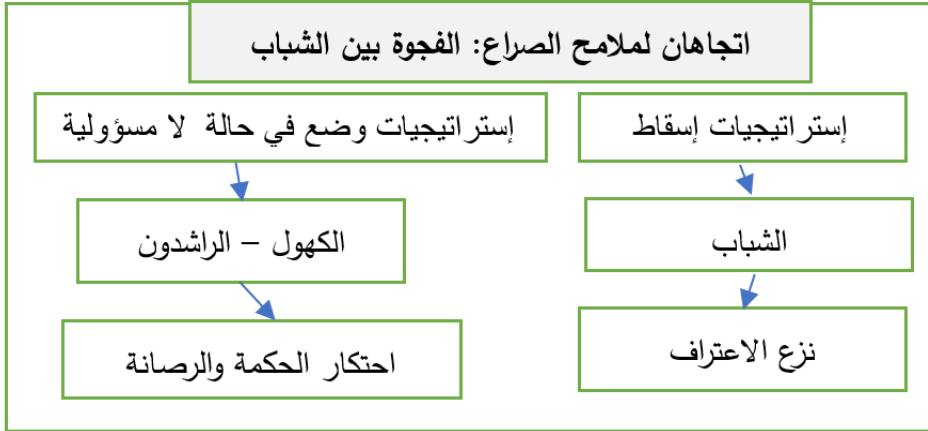 اتجاهان لملامح الصراع: الفجوة بين الشباب
إستراتيجيات إسقاط
إستراتيجيات وضع في حالة لا مسؤولية
الشباب
الكهول – الراشدون
نزع الاعتراف
احتكار الحكمة والرصانة